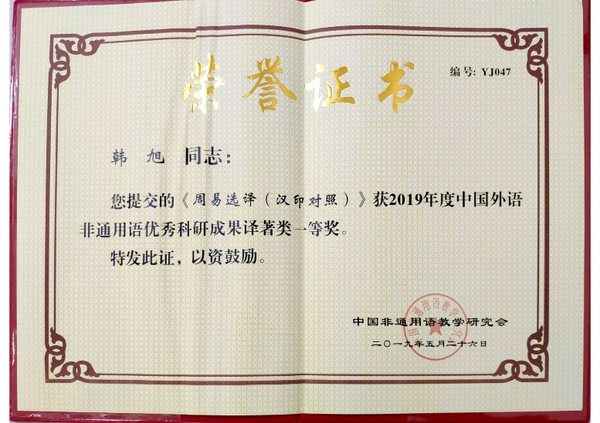 荣誉证书
编号: YJ047
韩旭 同志:
您提交的《周易选译(汉印对照)》获2019年度中国外语
非通用语优秀科研成果译著类一等奖。
特发此证,以资鼓励。
中国非通用语教学研究会
二〇一九年五月二十六日